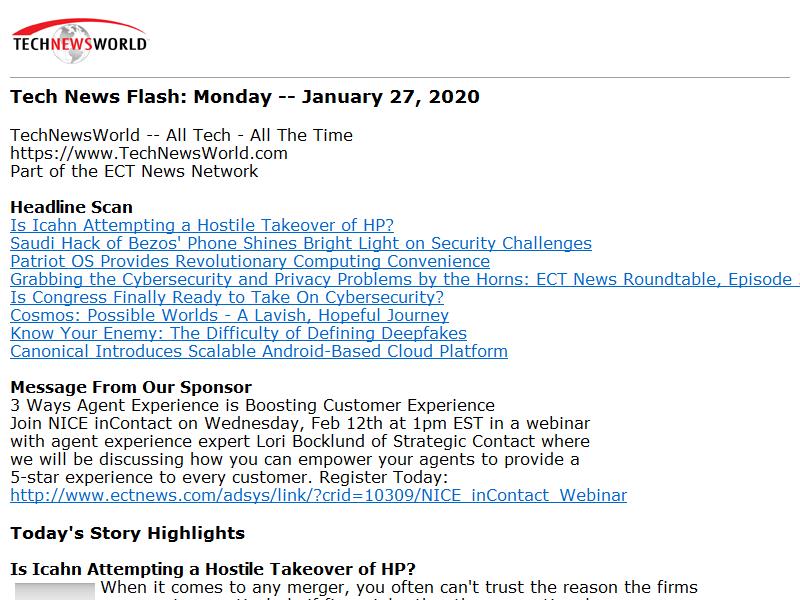 TECHNEWSWORLD
Tech News Flash: Monday -- January 27, 2020
TechNewsWorld -- All Tech - All The Time
https://www.TechNewsWorld.com
Part of the ECT News Network
Headline Scan
Is Icahn Attempting a Hostile Takeover of HP?
Saudi Hack of Bezos' Phone Shines Bright Light on Security Challenges
Patriot OS Provides Revolutionary Computing Convenience
Grabbing the Cybersecurity and Privacy Problems by the Horns: ECT News Roundtable, Episode
Is Congress Finally Ready to Take On Cybersecurity?
Cosmos: Possible Worlds - A Lavish, Hopeful Journey
Know Your Enemy: The Difficulty of Defining Deepfakes
Canonical Introduces Scalable Android-Based Cloud Platform
Message From Our Sponsor
3 Ways Agent Experience is Boosting Customer Experience
Join NICE inContact on Wednesday, Feb 12th at 1pm EST in a webinar
with agent experience expert Lori Bocklund of Strategic Contact where
we will be discussing how you can empower your agents to provide a
5-star experience to every customer. Register Today:
http://www.ectnews.com/adsys/link/?crid=10309/NICE_inContact_Webinar
Today's Story Highlights
Is Icahn Attempting a Hostile Takeover of HP?
When it comes to any merger, you often can't trust the reason the firms